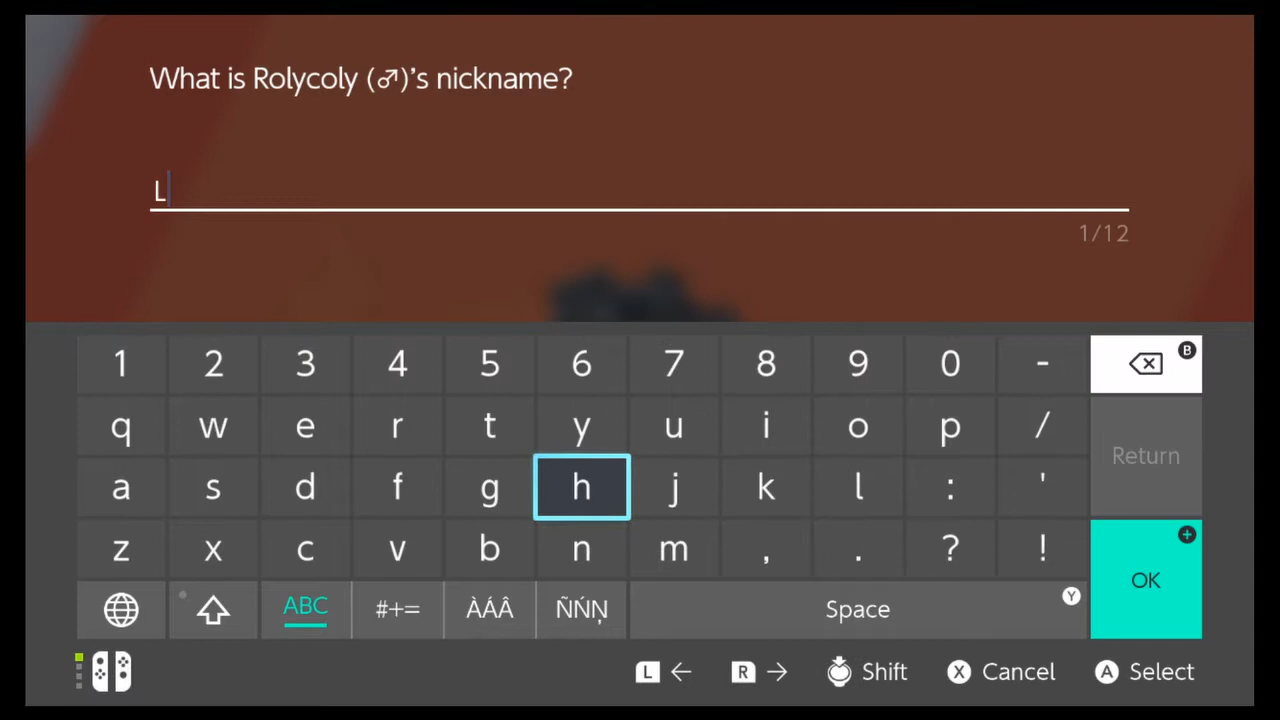 What is Rolycoly (♂)'s nickname?
L
1/12
1 2 3 4 5 6 7 8 9 0 - B
q w e r t y u i o p / Return
a s d f g h j k l : '
z x c v b n m , . ? ! + OK
ABC #+= ÀÁÂ ÑŃŅ Space Y
L ← R → Shift X Cancel A Select